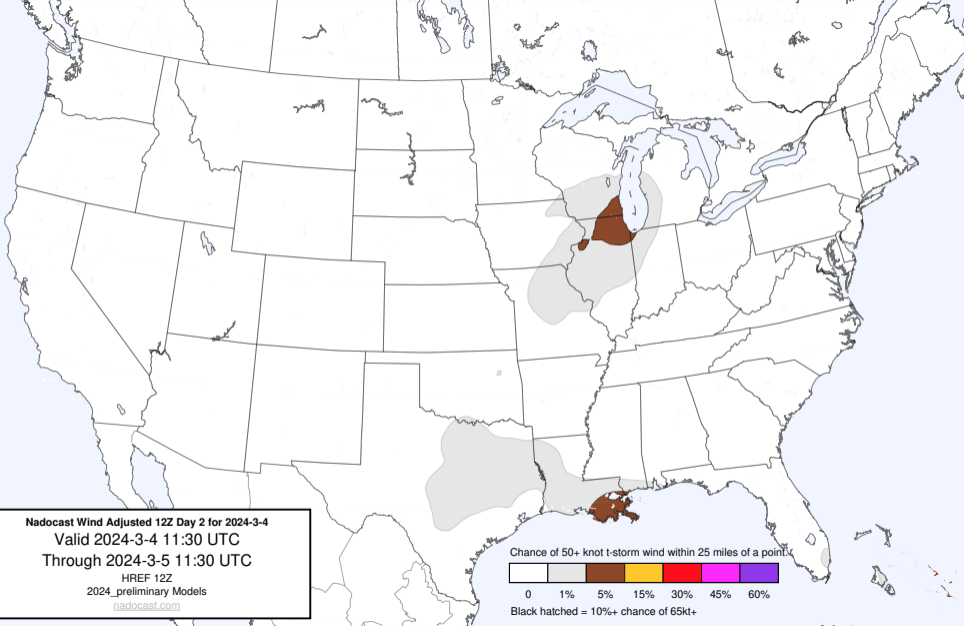 Nadocast Wind Adjusted 12Z Day 2 for 2024-3-4
Valid 2024-3-4 11:30 UTC
Through 2024-3-5 11:30 UTC
HREF 12Z
2024_preliminary Models
nadocast.com
Chance of 50+ knot t-storm wind within 25 miles of a point.
0 1% 5% 15% 30% 45% 60%
Black hatched = 10%+ chance of 65kt+